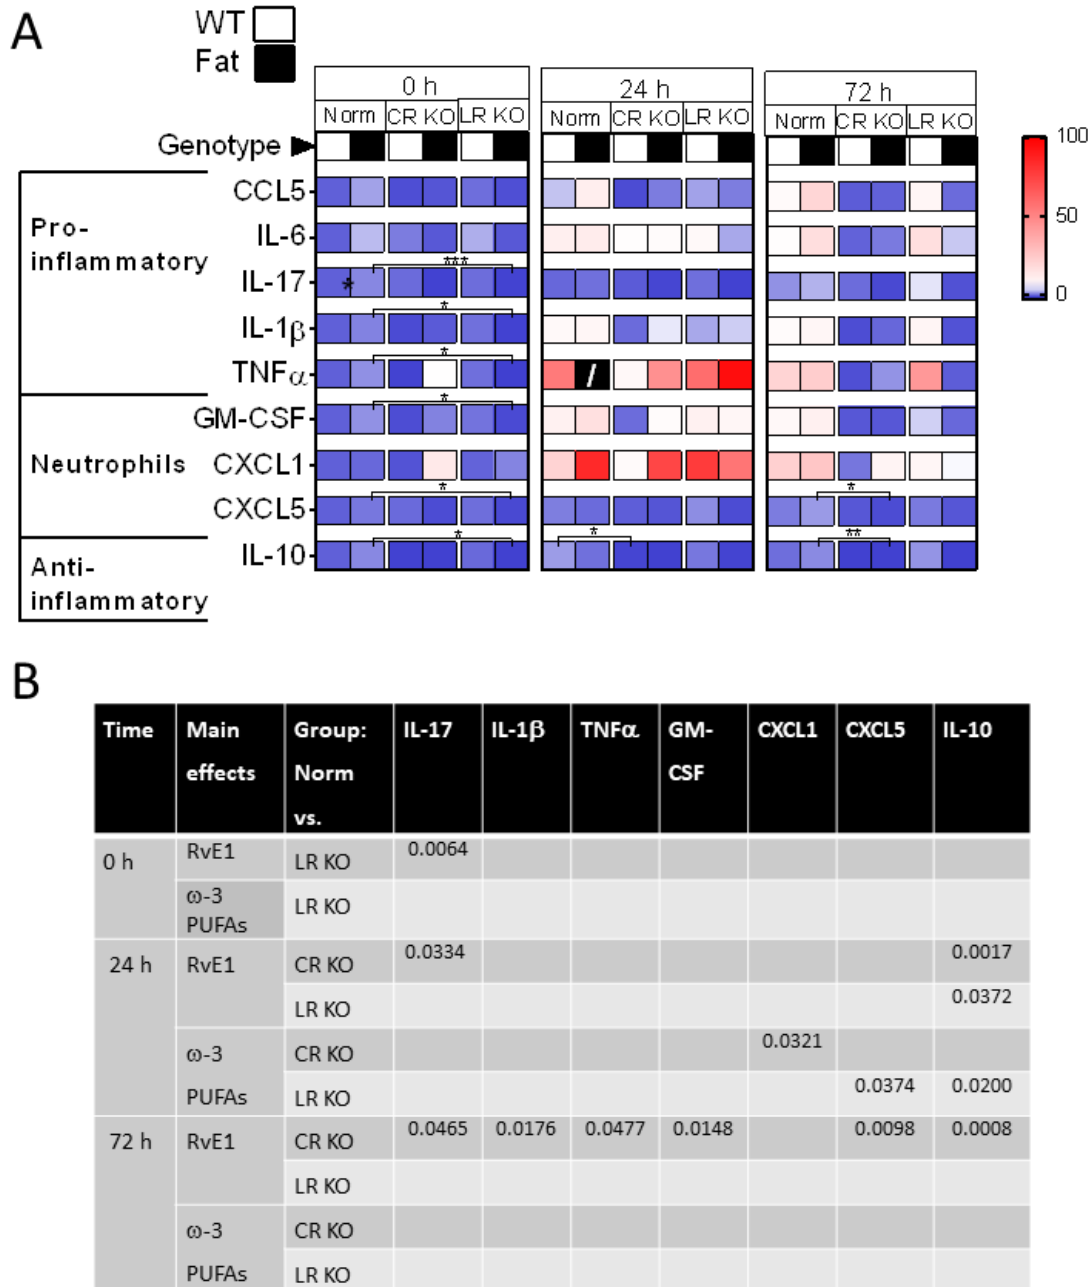 A
WT
Fat
0 h
24 h
72 h
Norm CR KO LR KO
Norm CR KO LR KO
Norm CR KO LR KO
Genotype
100
50
0
Pro-
inflammatory
CCL5
IL-6
***
IL-17
*
*
IL-1β
*
TNFα
/
*
Neutrophils
GM-CSF
CXCL1
*
*
CXCL5
*
*
**
Anti-
inflammatory
IL-10
B
Time Main effects Group: Norm vs. IL-17 IL-1β TNFα GM-CSF CXCL1 CXCL5 IL-10
0 h RvE1 LR KO 0.0064
ω-3 PUFAs LR KO
24 h RvE1 CR KO 0.0334 0.0017
LR KO 0.0372
ω-3 CR KO 0.0321
PUFAs LR KO 0.0374 0.0200
72 h RvE1 CR KO 0.0465 0.0176 0.0477 0.0148 0.0098 0.0008
LR KO
ω-3 CR KO
PUFAs LR KO